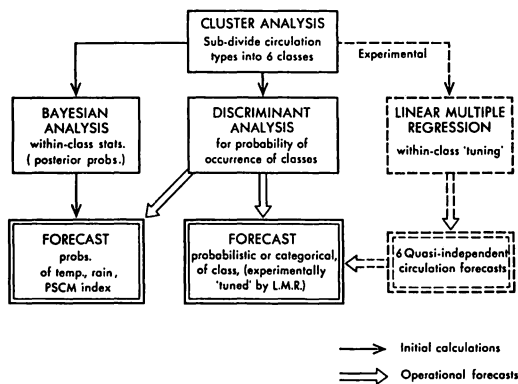 CLUSTER ANALYSIS
Sub-divide circulation
types into 6 classes
Experimental
BAYESIAN
ANALYSIS
within-class stats.
( posterior probs.)
DISCRIMINANT
ANALYSIS
for probability of
occurrence of classes
LINEAR MULTIPLE
REGRESSION
within-class 'tuning'
FORECAST
probs.
of temp., rain,
PSCM index
FORECAST
probabilistic or categorical,
of class, (experimentally
'tuned' by L.M.R.)
6 Quasi-independent
circulation forecasts
Initial calculations
Operational forecasts